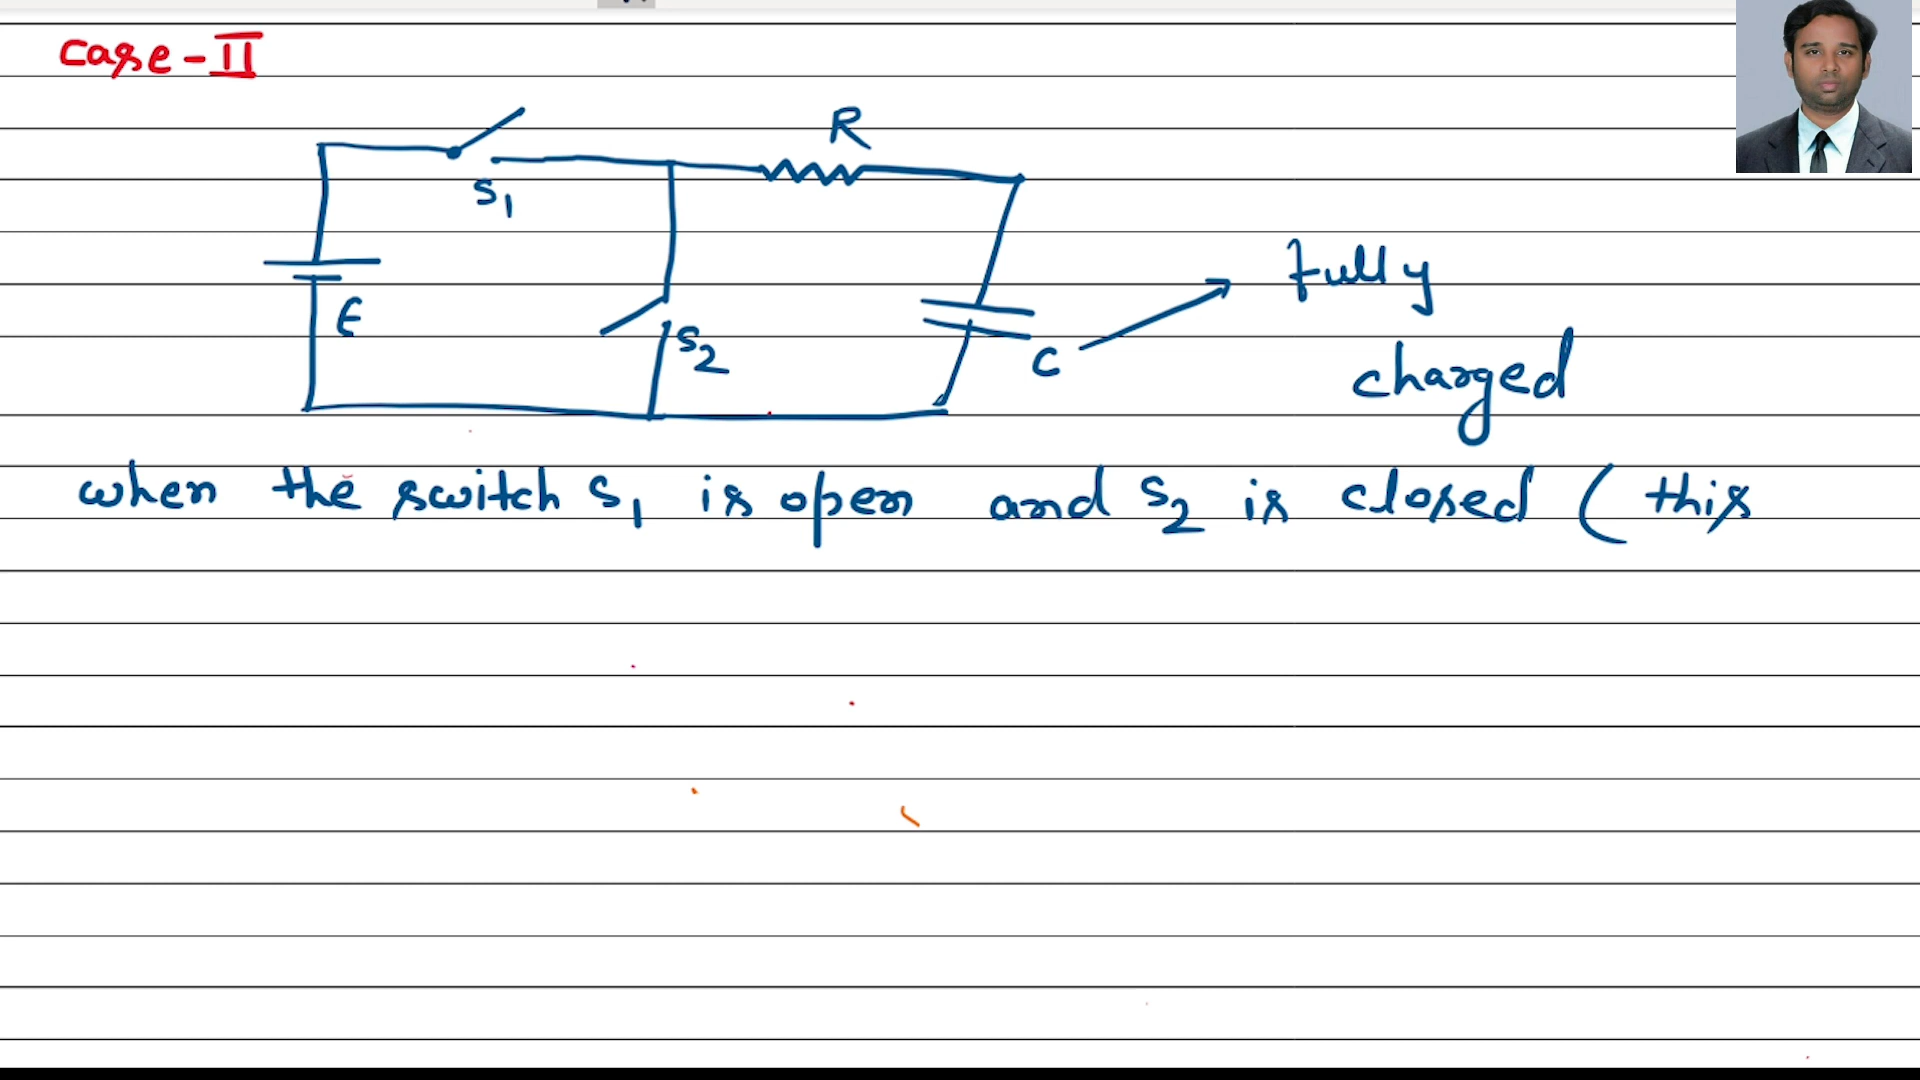 Case-II
R
S1
E
S2
C
fully
charged
when the switch S1 is open and S2 is closed (this